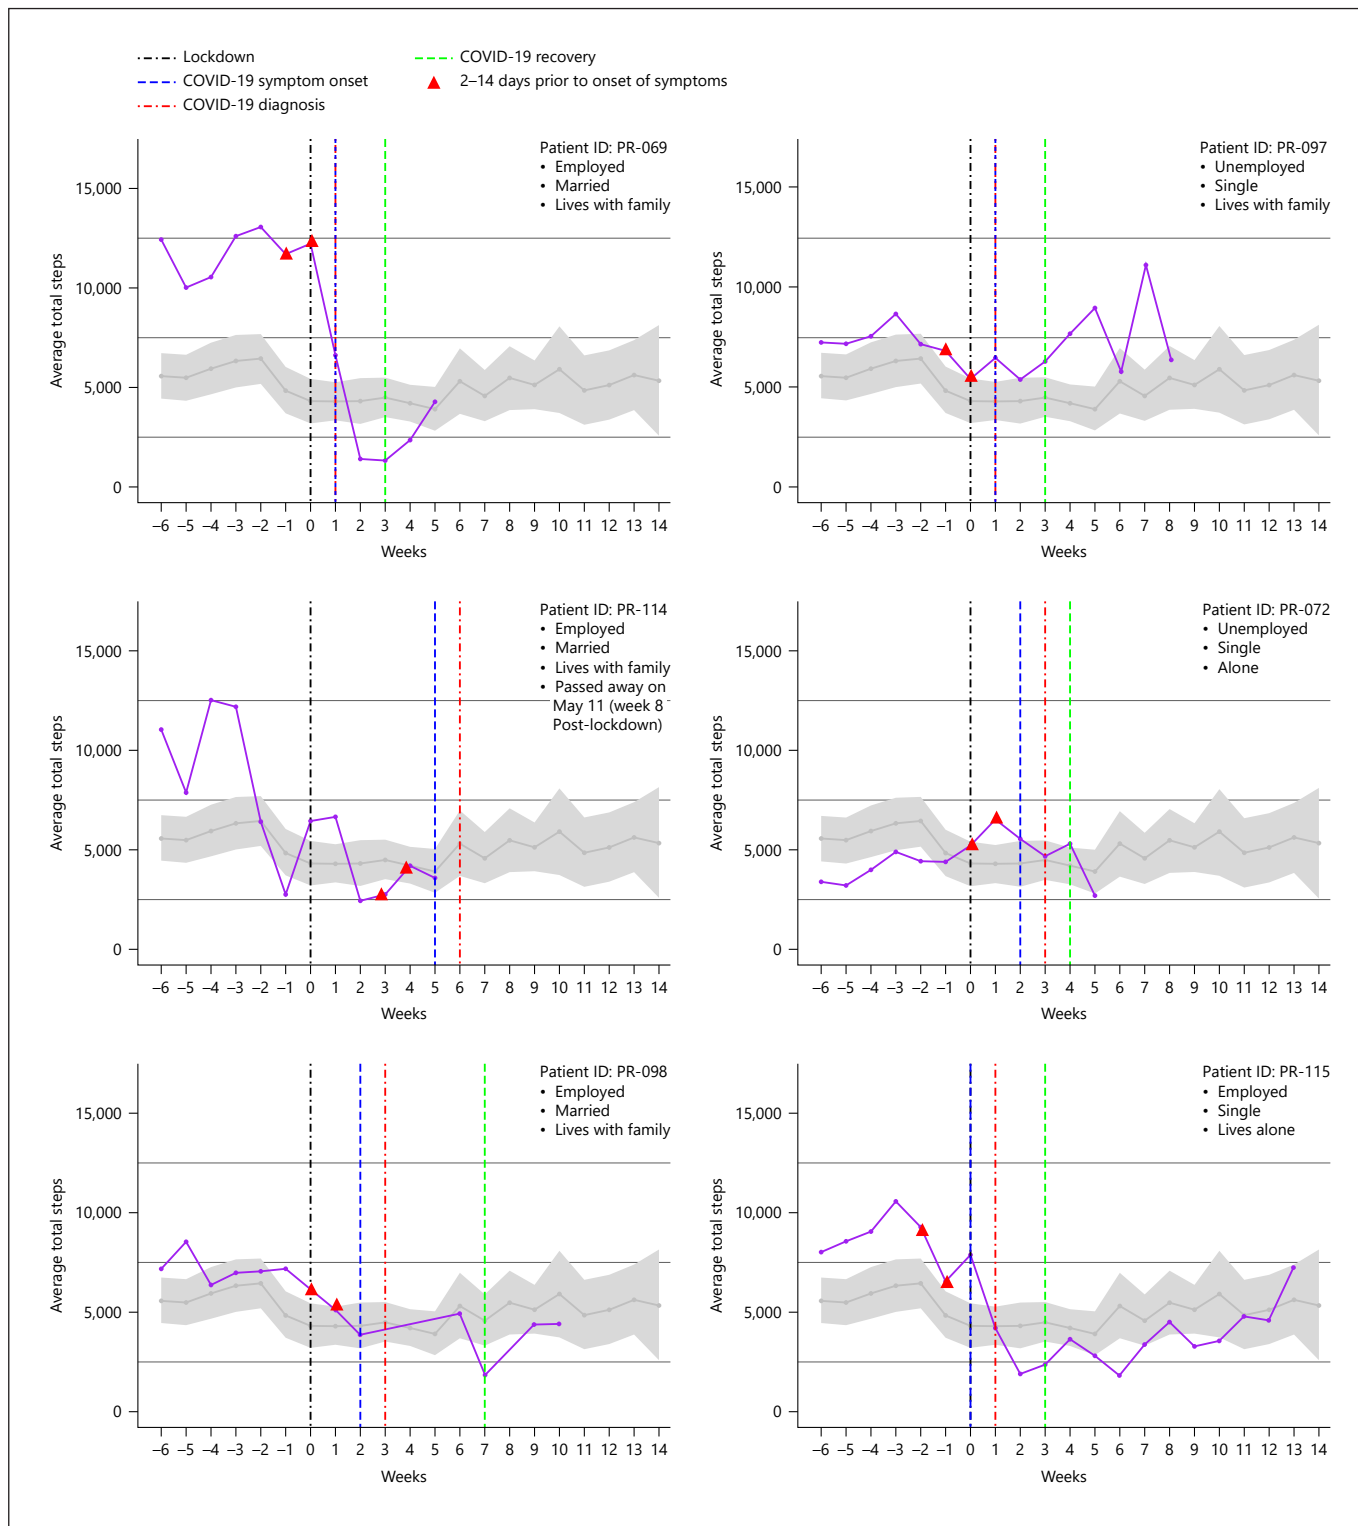 Lockdown
COVID-19 symptom onset
COVID-19 diagnosis
COVID-19 recovery
2–14 days prior to onset of symptoms
Patient ID: PR-069
• Employed
• Married
• Lives with family
15,000
10,000
5,000
0
Average total steps
–6 –5 –4 –3 –2 –1 0 1 2 3 4 5 6 7 8 9 10 11 12 13 14
Weeks
Patient ID: PR-097
• Unemployed
• Single
• Lives with family
15,000
10,000
5,000
0
Average total steps
–6 –5 –4 –3 –2 –1 0 1 2 3 4 5 6 7 8 9 10 11 12 13 14
Weeks
Patient ID: PR-114
• Employed
• Married
• Lives with family
• Passed away on
May 11 (week 8
Post-lockdown)
15,000
10,000
5,000
0
Average total steps
–6 –5 –4 –3 –2 –1 0 1 2 3 4 5 6 7 8 9 10 11 12 13 14
Weeks
Patient ID: PR-072
• Unemployed
• Single
• Alone
15,000
10,000
5,000
0
Average total steps
–6 –5 –4 –3 –2 –1 0 1 2 3 4 5 6 7 8 9 10 11 12 13 14
Weeks
Patient ID: PR-098
• Employed
• Married
• Lives with family
15,000
10,000
5,000
0
Average total steps
–6 –5 –4 –3 –2 –1 0 1 2 3 4 5 6 7 8 9 10 11 12 13 14
Weeks
Patient ID: PR-115
• Employed
• Single
• Lives alone
15,000
10,000
5,000
0
Average total steps
–6 –5 –4 –3 –2 –1 0 1 2 3 4 5 6 7 8 9 10 11 12 13 14
Weeks